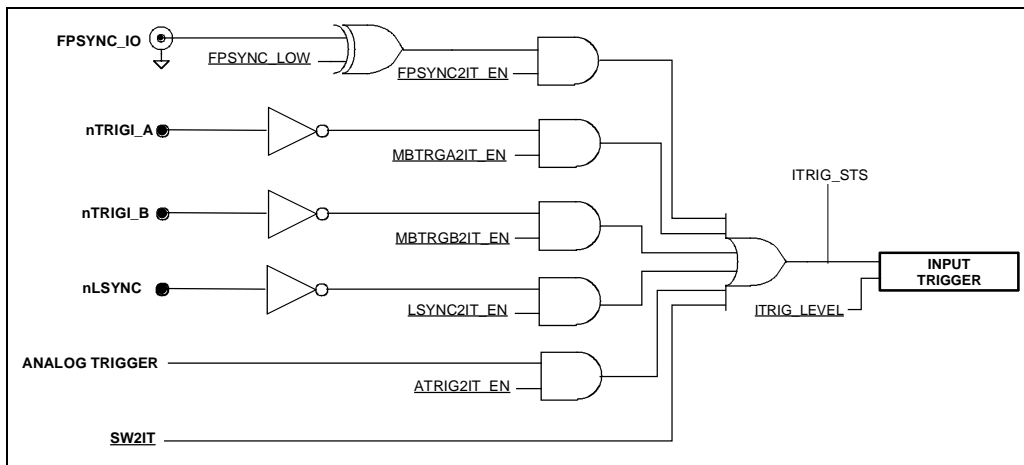 FPSYNC_IO
FPSYNC_LOW
FPSYNC2IT_EN
nTRIGI_A
MBTRGA2IT_EN
ITRIG_STS
nTRIGI_B
MBTRGB2IT_EN
INPUT
TRIGGER
nLSYNC
LSYNC2IT_EN
ITRIG_LEVEL
ANALOG TRIGGER
ATRIG2IT_EN
SW2IT